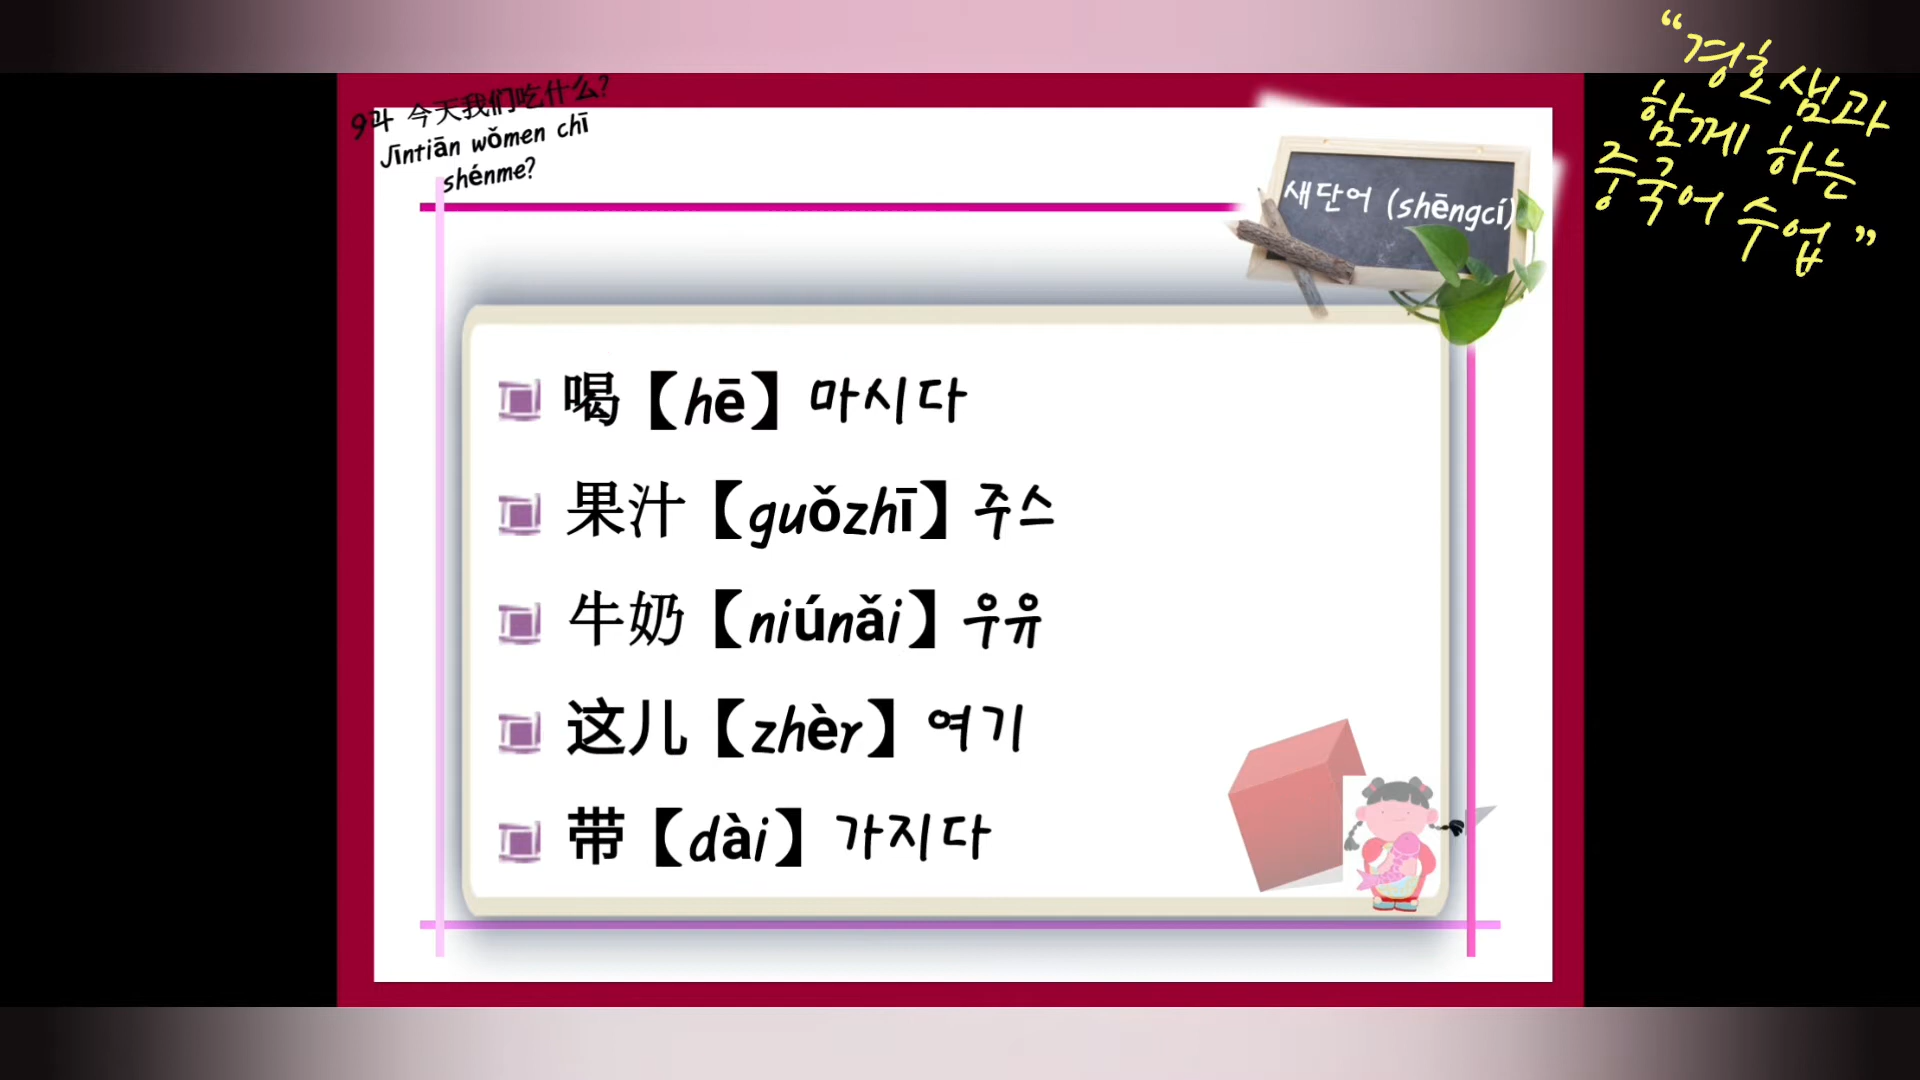 9과 今天我们吃什么?
Jīntiān wǒmen chī
shénme?
새단어 (shēngcí)
“경호샘과
함께 하는
중국어 수업”
喝【hē】마시다
果汁【guǒzhī】주스
牛奶【niúnǎi】우유
这儿【zhèr】여기
带【dài】가지다